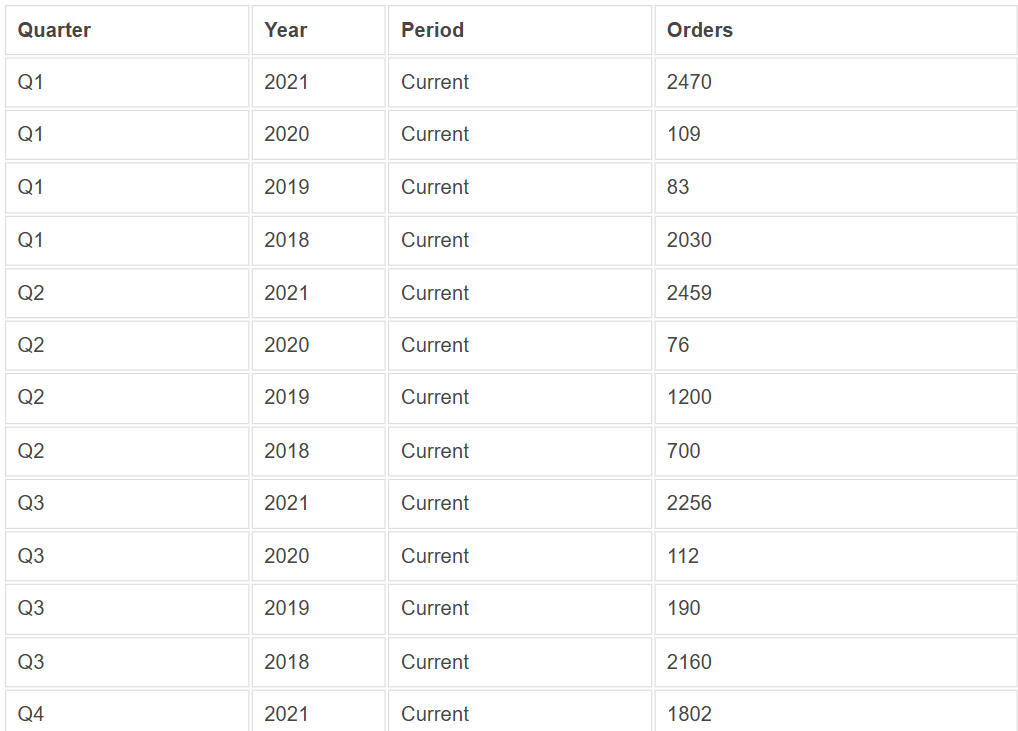 Quarter Year Period Orders
Q1 2021 Current 2470
Q1 2020 Current 109
Q1 2019 Current 83
Q1 2018 Current 2030
Q2 2021 Current 2459
Q2 2020 Current 76
Q2 2019 Current 1200
Q2 2018 Current 700
Q3 2021 Current 2256
Q3 2020 Current 112
Q3 2019 Current 190
Q3 2018 Current 2160
Q4 2021 Current 1802